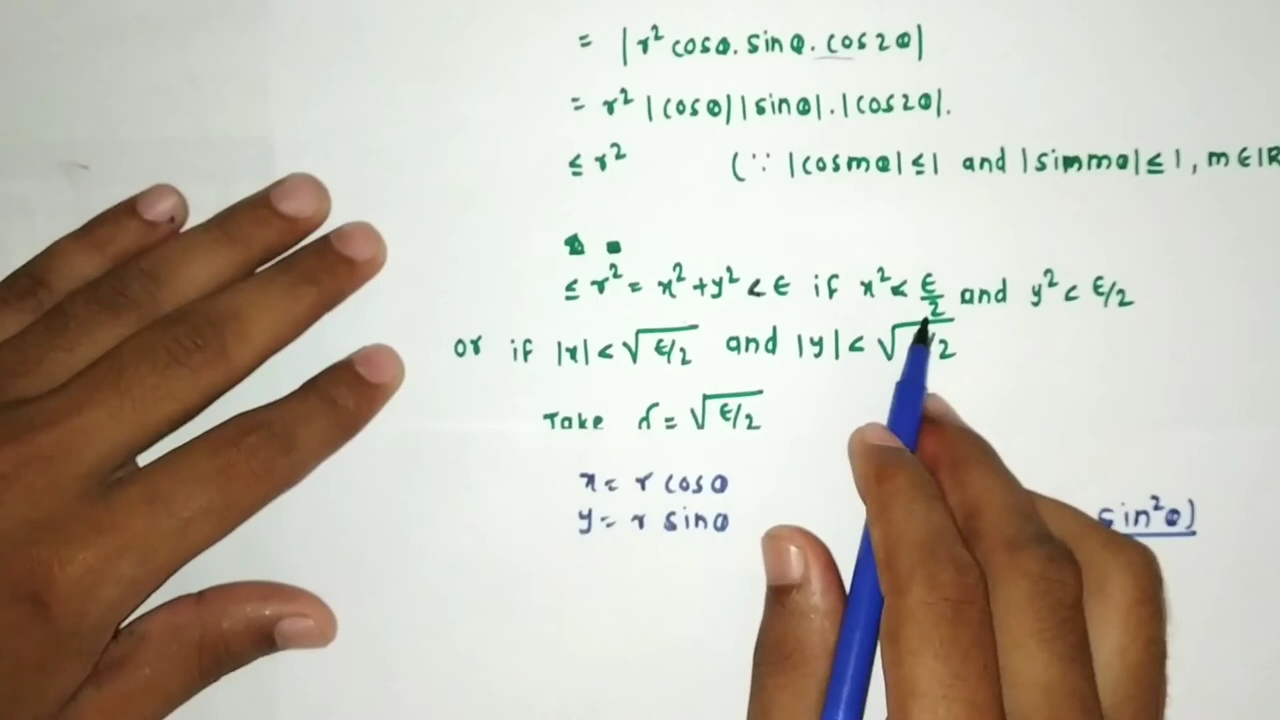 = |r² cosθ. sinθ. cos2θ|
= r² |cosθ| |sinθ|. |cos2θ|.
≤ r² (∵ |cosmθ| ≤ 1 and |sinmθ| ≤ 1, m ∈ IR
≤ r² = x² + y² < ϵ if x² < ϵ/2 and y² < ϵ/2
or if |x| < √ϵ/2 and |y| < √ /2
Take δ = √ϵ/2
x = r cosθ
y = r sinθ
sin²θ)